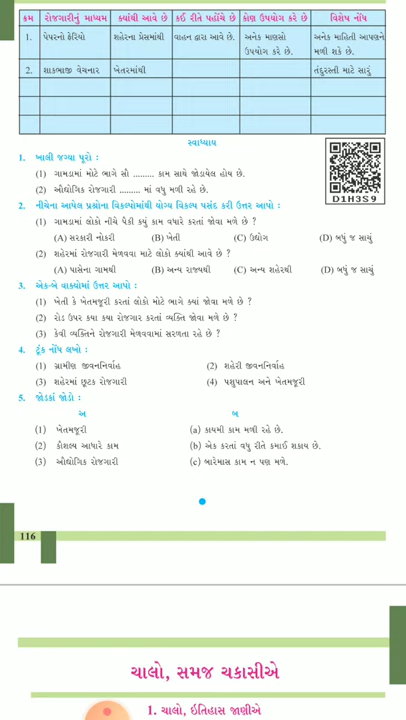 ક્રમ રોજગારીનું માધ્યમ ક્યાંથી આવે છે કઈ રીતે પહોંચે છે કોણ ઉપયોગ કરે છે વિશેષ નોંધ
1. પેપરનો ફેરિયો શહેરના પ્રેસમાંથી વાહન દ્વારા આવે છે. અનેક માણસો અનેક માહિતી આપણને
ઉપયોગ કરે છે. મળી શકે છે.
2. શાકભાજી વેચનાર ખેતરમાંથી તંદુરસ્તી માટે સારું
સ્વાધ્યાય
1. ખાલી જગ્યા પૂરો :
(1) ગામડામાં મોટે ભાગે સૌ ......... કામ સાથે જોડાયેલ હોય છે.
(2) ઔદ્યોગિક રોજગારી ......... માં વધુ મળી રહે છે.
D1H3S9
2. નીચેના આપેલ પ્રશ્નોના વિકલ્પોમાંથી યોગ્ય વિકલ્પ પસંદ કરી ઉત્તર આપો :
(1) ગામડામાં લોકો નીચે પૈકી કયું કામ વધારે કરતાં જોવા મળે છે ?
(A) સરકારી નોકરી (B) ખેતી (C) ઉદ્યોગ (D) બધું જ સાચું
(2) શહેરમાં રોજગારી મેળવવા માટે લોકો ક્યાંથી આવે છે ?
(A) પાસેના ગામથી (B) અન્ય રાજ્યથી (C) અન્ય શહેરથી (D) બધું જ સાચું
3. એક-બે વાક્યોમાં ઉત્તર આપો :
(1) ખેતી કે ખેતમજૂરી કરતાં લોકો મોટે ભાગે ક્યાં જોવા મળે છે ?
(2) રોડ ઉપર કયા કયા રોજગાર કરતાં વ્યક્તિ જોવા મળે છે ?
(3) કેવી વ્યક્તિને રોજગારી મેળવવામાં સરળતા રહે છે ?
4. ટૂંક નોંધ લખો :
(1) ગ્રામીણ જીવનનિર્વાહ (2) શહેરી જીવનનિર્વાહ
(3) શહેરમાં છૂટક રોજગારી (4) પશુપાલન અને ખેતમજૂરી
5. જોડકાં જોડો :
અ બ
(1) ખેતમજૂરી (a) કાયમી કામ મળી રહે છે.
(2) કૌશલ્ય આધારે કામ (b) એક કરતાં વધુ રીતે કમાઈ શકાય છે.
(3) ઔદ્યોગિક રોજગારી (c) બારેમાસ કામ ન પણ મળે.
116
ચાલો, સમજ ચકાસીએ
1. ચાલો, ઇતિહાસ જાણીએ